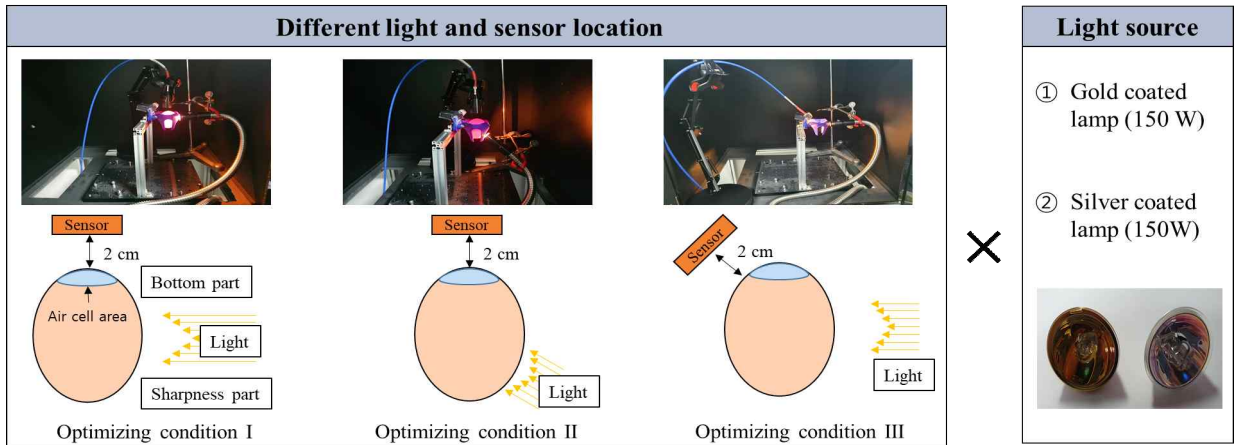 Different light and sensor location
Sensor
2 cm
Bottom part
Air cell area
Light
Sharpness part
Optimizing condition I
Sensor
2 cm
Light
Optimizing condition II
Sensor
2 cm
Light
Optimizing condition III
×
Light source
① Gold coated
lamp (150 W)
② Silver coated
lamp (150W)